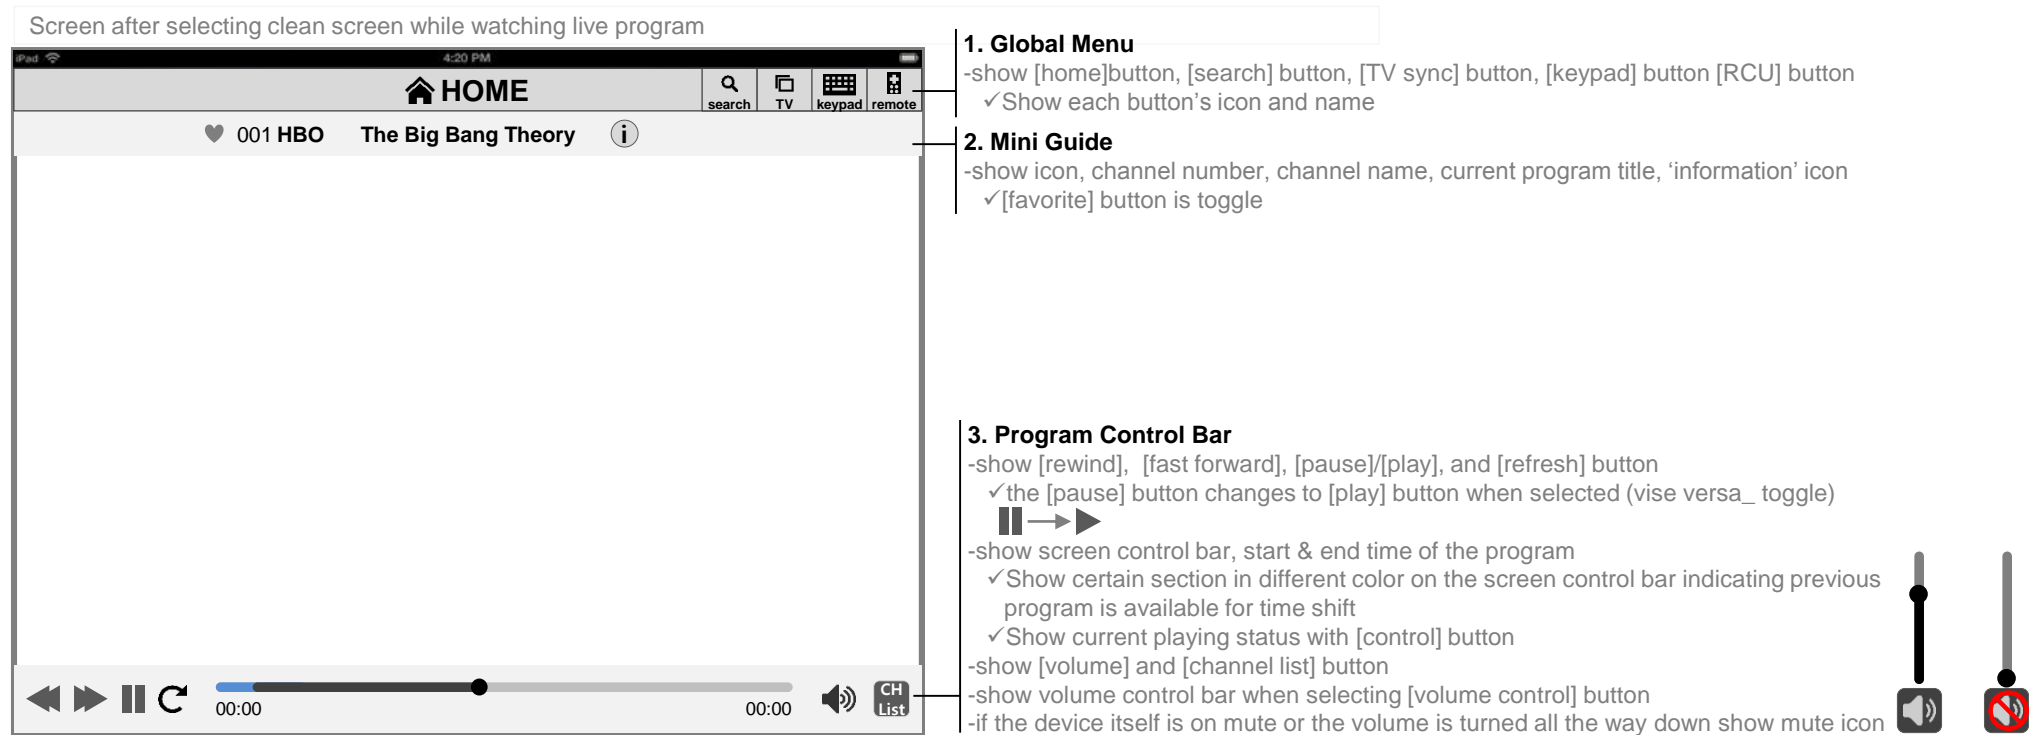 Screen after selecting clean screen while watching live program
iPad 4:20 PM
HOME
search TV keypad remote
001 HBO The Big Bang Theory i
00:00 00:00
CH
List
1. Global Menu
-show [home]button, [search] button, [TV sync] button, [keypad] button [RCU] button
✓Show each button's icon and name
2. Mini Guide
-show icon, channel number, channel name, current program title, ‘information’ icon
✓[favorite] button is toggle
3. Program Control Bar
-show [rewind],  [fast forward], [pause]/[play], and [refresh] button
✓the [pause] button changes to [play] button when selected (vise versa_ toggle)
-show screen control bar, start & end time of the program
✓Show certain section in different color on the screen control bar indicating previous
program is available for time shift
✓Show current playing status with [control] button
-show [volume] and [channel list] button
-show volume control bar when selecting [volume control] button
-if the device itself is on mute or the volume is turned all the way down show mute icon